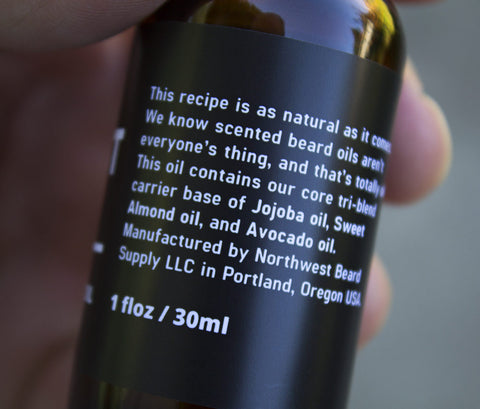 This recipe is as natural as it comes
We know scented beard oils aren't
everyone's thing, and that's totally
This oil contains our core tri-blend
carrier base of Jojoba oil, Sweet
Almond oil, and Avocado oil.
Manufactured by Northwest Beard
Supply LLC in Portland, Oregon USA
1 floz / 30ml